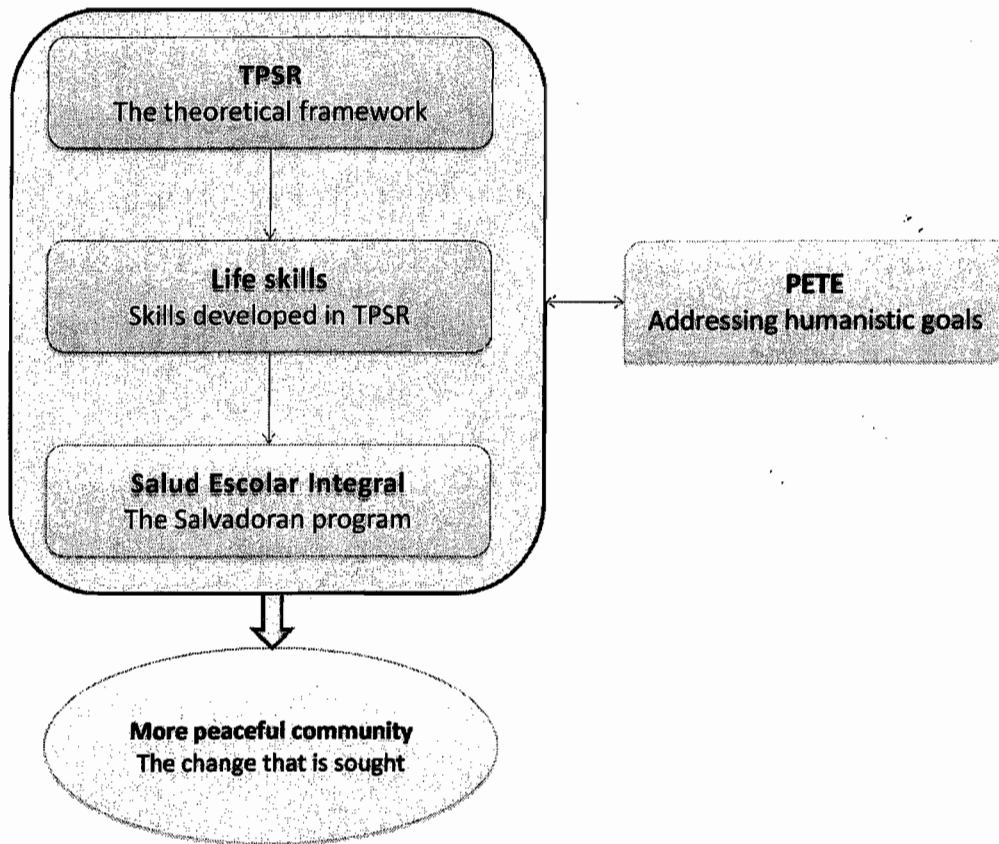 TPSR
The theoretical framework
Life skills
Skills developed in TPSR
PETE
Addressing humanistic goals
Salud Escolar Integral
The Salvadoran program
More peaceful community
The change that is sought